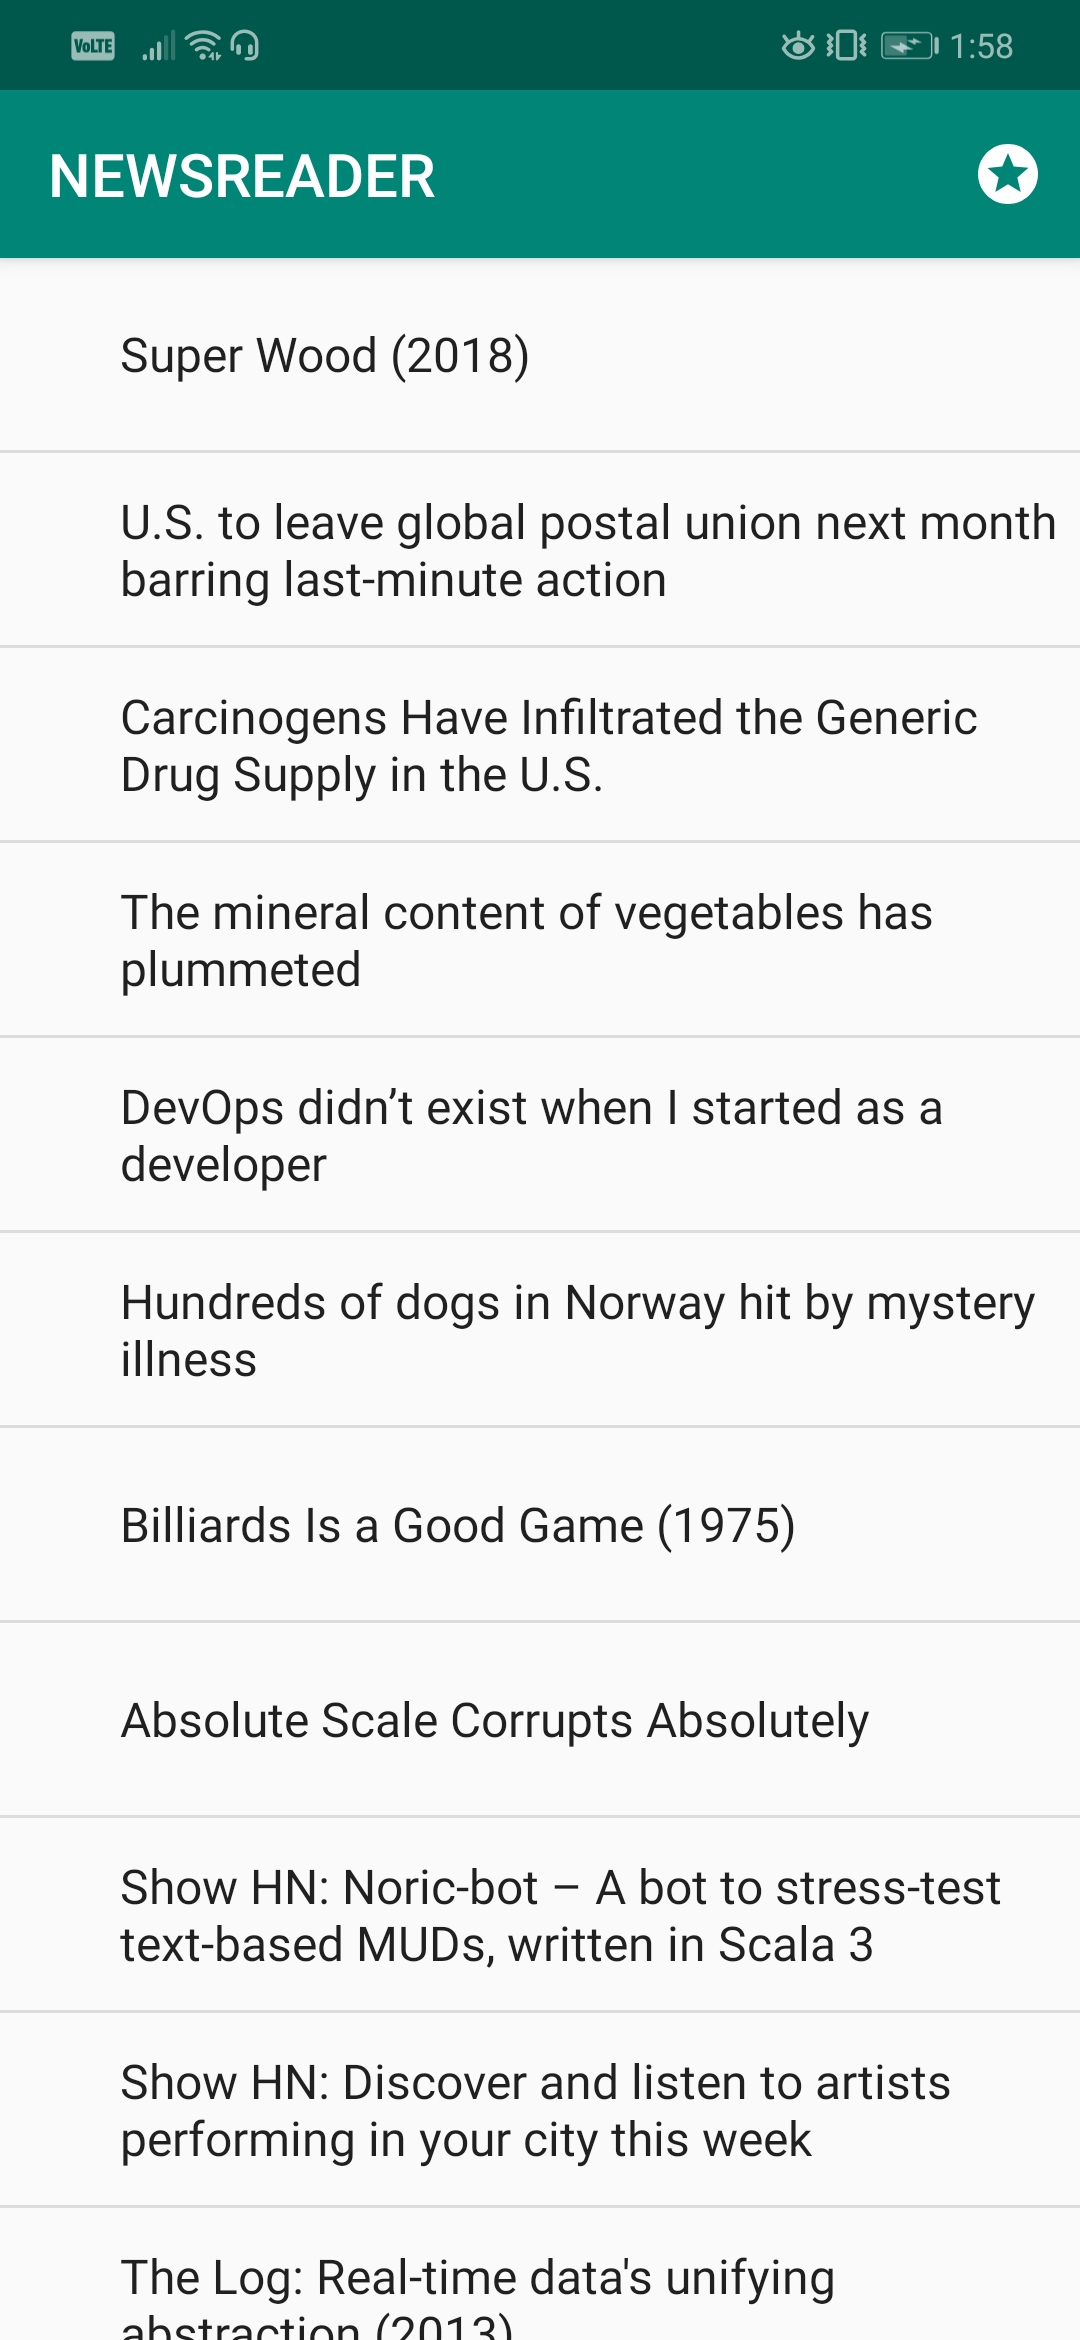 VoLTE 1:58
NEWSREADER
Super Wood (2018)
U.S. to leave global postal union next month
barring last-minute action
Carcinogens Have Infiltrated the Generic
Drug Supply in the U.S.
The mineral content of vegetables has
plummeted
DevOps didn’t exist when I started as a
developer
Hundreds of dogs in Norway hit by mystery
illness
Billiards Is a Good Game (1975)
Absolute Scale Corrupts Absolutely
Show HN: Noric-bot – A bot to stress-test
text-based MUDs, written in Scala 3
Show HN: Discover and listen to artists
performing in your city this week
The Log: Real-time data's unifying
abstraction (2013)